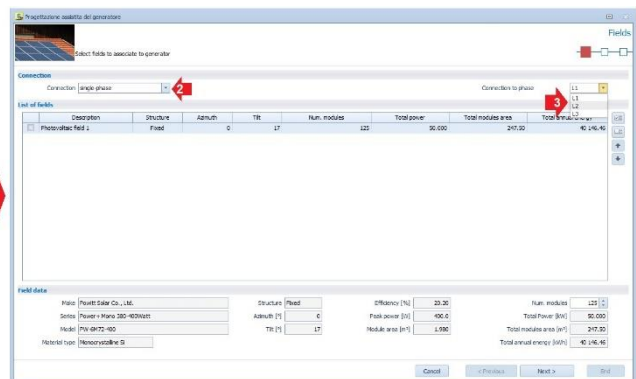 Progettazione assistita del generatore
Fields
Select fields to associate to generator
Connection
Connection single-phase 2 Connection to phase L1
L1
3 L2
L3
List of fields
Description Structure Azimuth Tilt Num. modules Total power Total modules area Total annual energy
Photovoltaic field 1 Fixed 0 17 125 50.000 247.50 40 146.46
Field data
Make Powitt Solar Co., Ltd. Structure Fixed Efficiency [%] 20.20 Num. modules 125
Series Power+ Mono 380-400Watt Azimuth [°] 0 Peak power [W] 400.0 Total Power [kW] 50.000
Model PW-6M72-400 Tilt [°] 17 Module area [m²] 1.980 Total modules area [m²] 247.50
Material type Monocrystalline Si Total annual energy [kWh] 40 146.46
Cancel < Previous Next > End